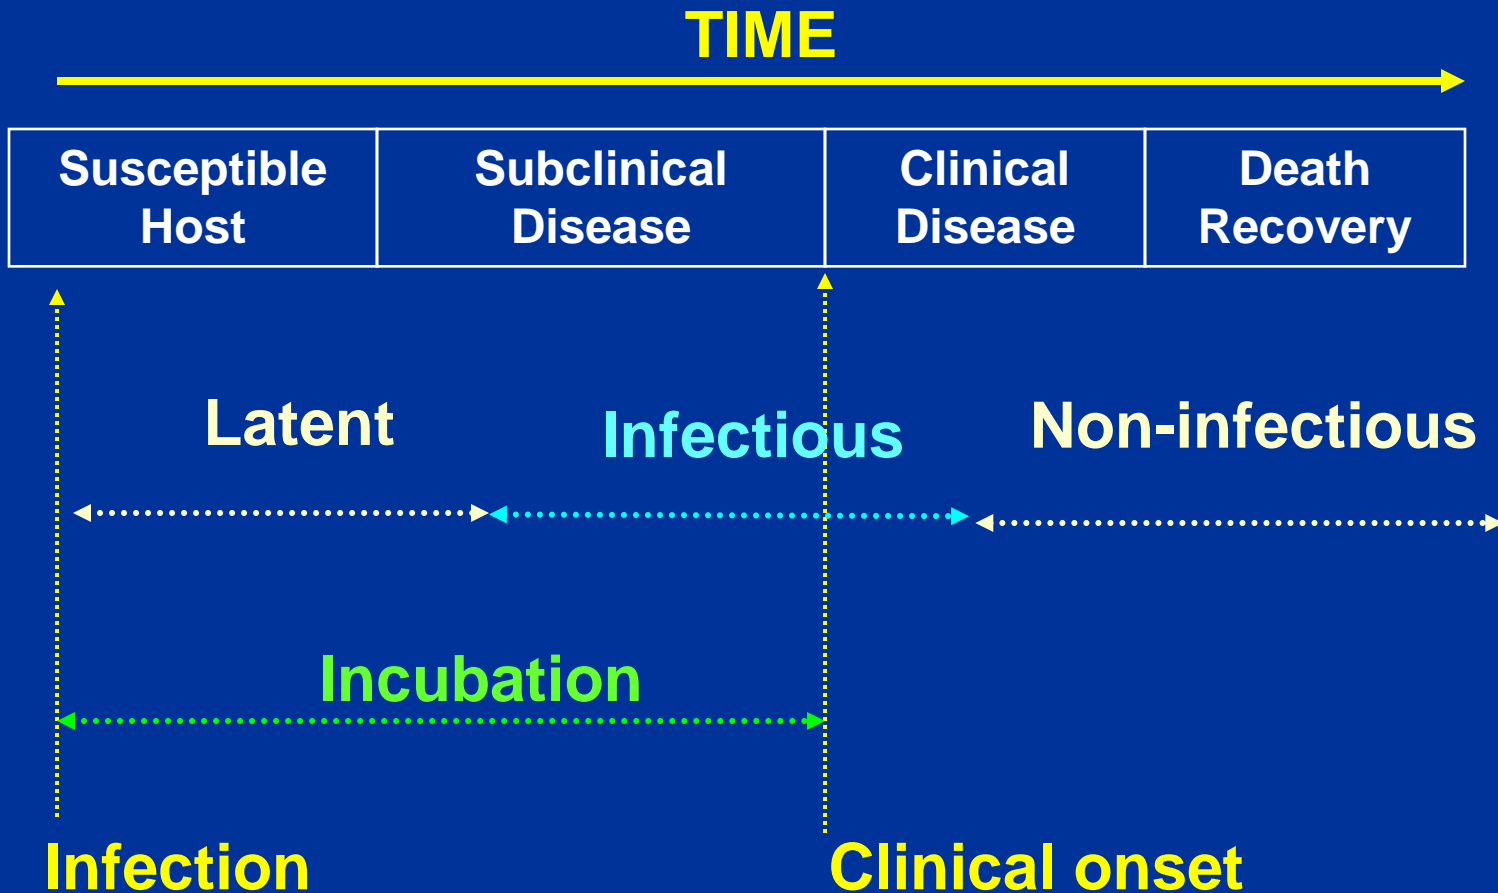 TIME
Susceptible
Host
Subclinical
Disease
Clinical
Disease
Death
Recovery
Latent
Infectious
Non-infectious
Incubation
Infection
Clinical onset